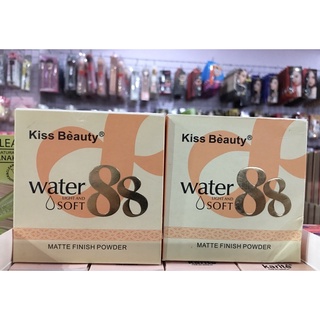 Kiss Beauty®
water 88
LIGHT AND
SOFT
MATTE FINISH POWDER
Kiss Beauty®
water 88
LIGHT AND
SOFT
MATTE FINISH POWDER
karite